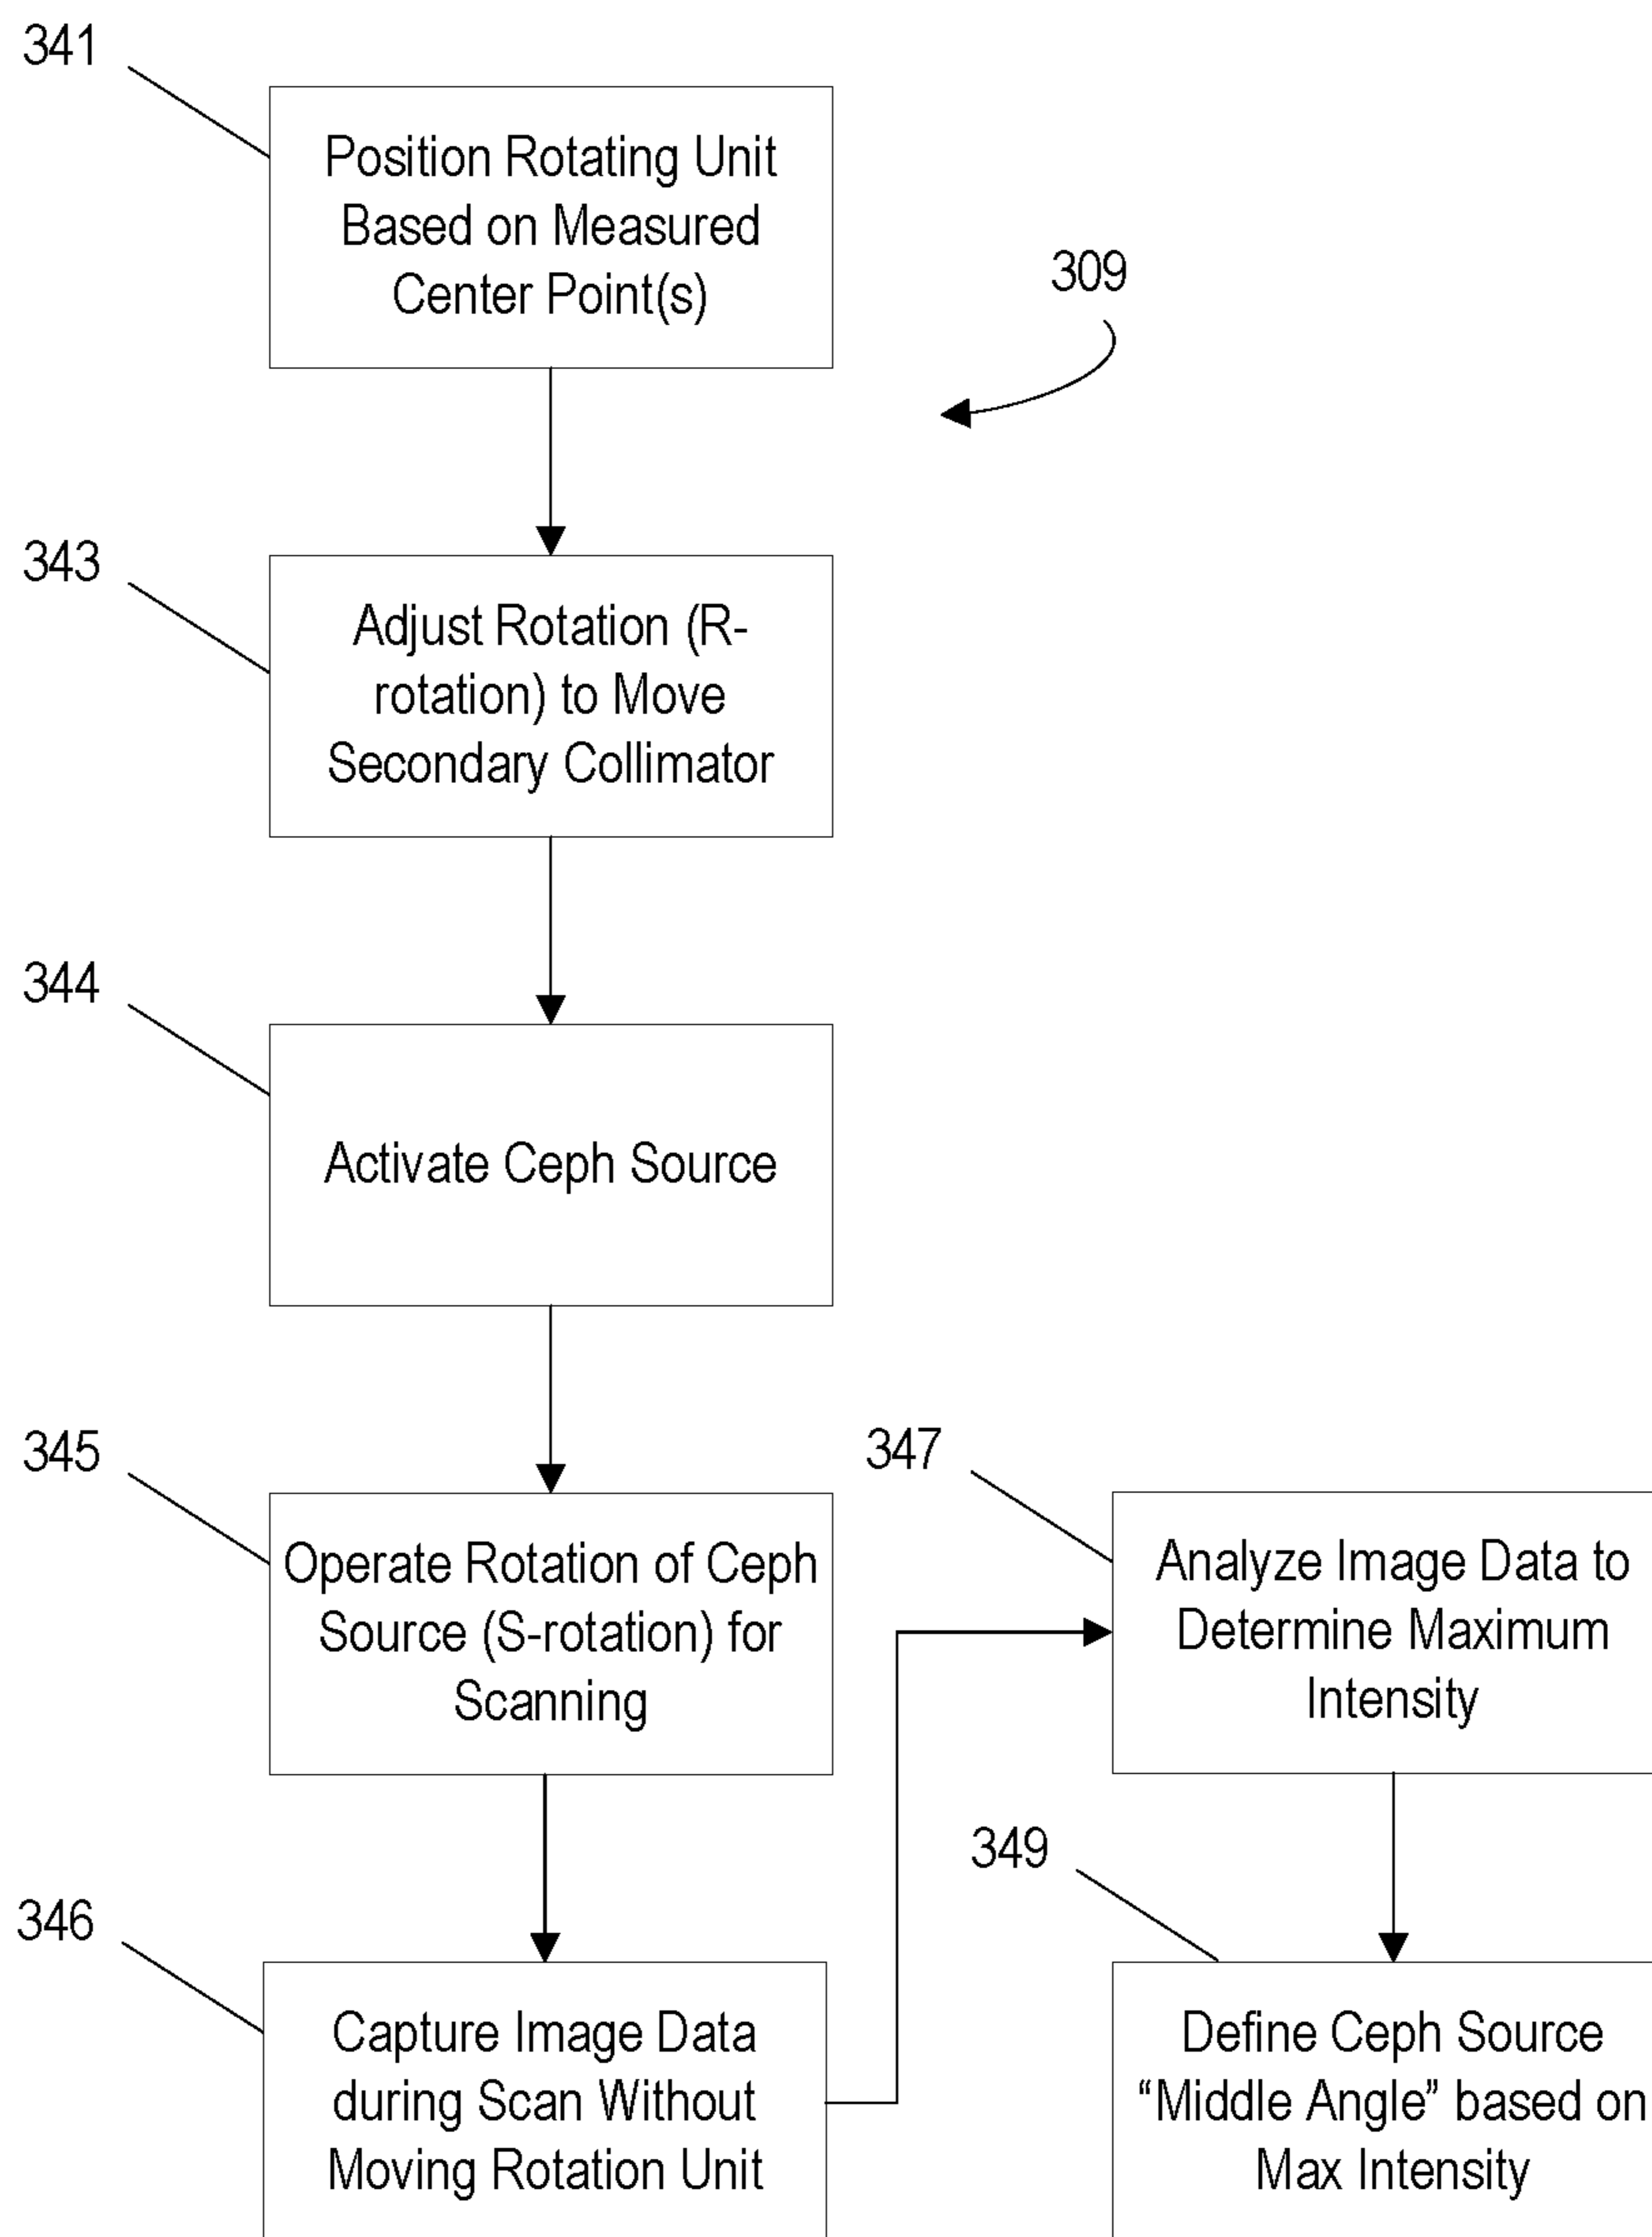 341
Position Rotating Unit
Based on Measured
Center Point(s)
309
343
Adjust Rotation (R-
rotation) to Move
Secondary Collimator
344
Activate Ceph Source
345
Operate Rotation of Ceph
Source (S-rotation) for
Scanning
346
Capture Image Data
during Scan Without
Moving Rotation Unit
347
Analyze Image Data to
Determine Maximum
Intensity
349
Define Ceph Source
“Middle Angle” based on
Max Intensity